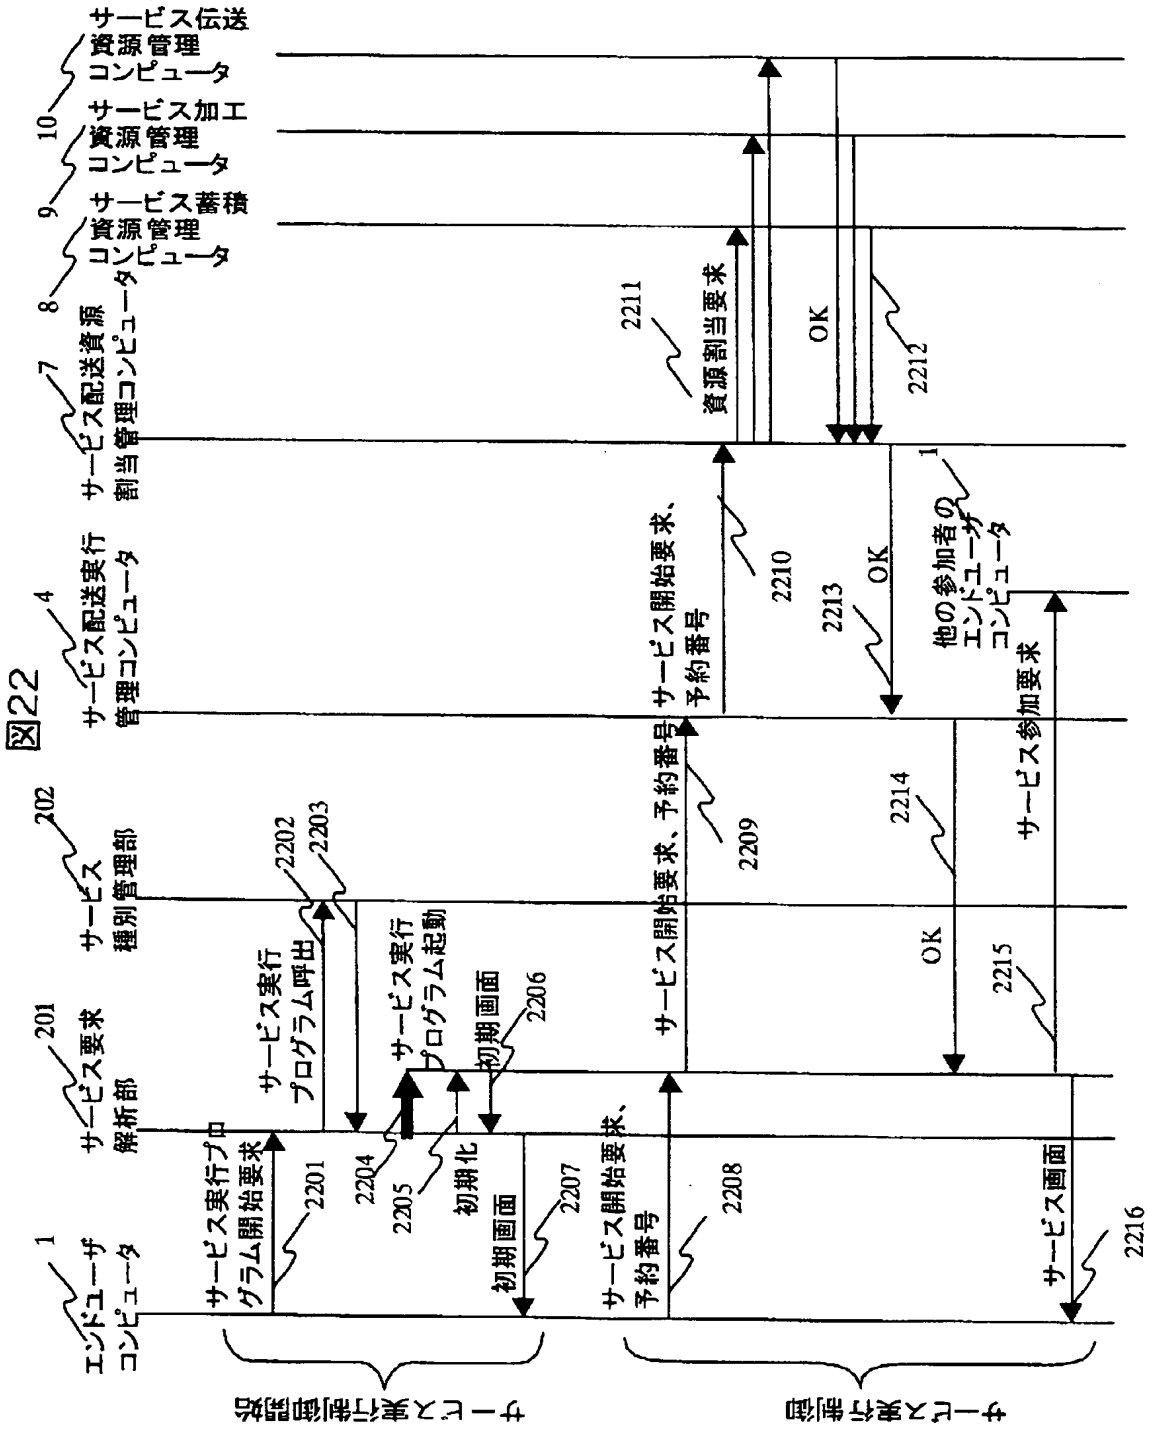 図22
エンドユーザ
コンピュータ
1
サービス要求
解析部
201
サービス
種別管理部
202
サービス配送実行
管理コンピュータ
4
サービス配送資源
割当管理コンピュータ
7
サービス蓄積
資源管理
コンピュータ
8
サービス加工
資源管理
コンピュータ
9
サービス伝送
資源管理
コンピュータ
10
サービス実行制御開始
サービス実行プロ
グラム開始要求
2201
サービス実行
プログラム呼出
2202
2203
2204
サービス実行
プログラム起動
2205
初期化
初期画面
2206
初期画面
2207
サービス実行制御
サービス開始要求、
予約番号
2208
サービス開始要求、予約番号
2209
サービス開始要求、
予約番号
2210
資源割当要求
2211
OK
2212
OK
2213
OK
2214
他の参加者の
エンドユーザ
コンピュータ
1
サービス参加要求
2215
サービス画面
2216